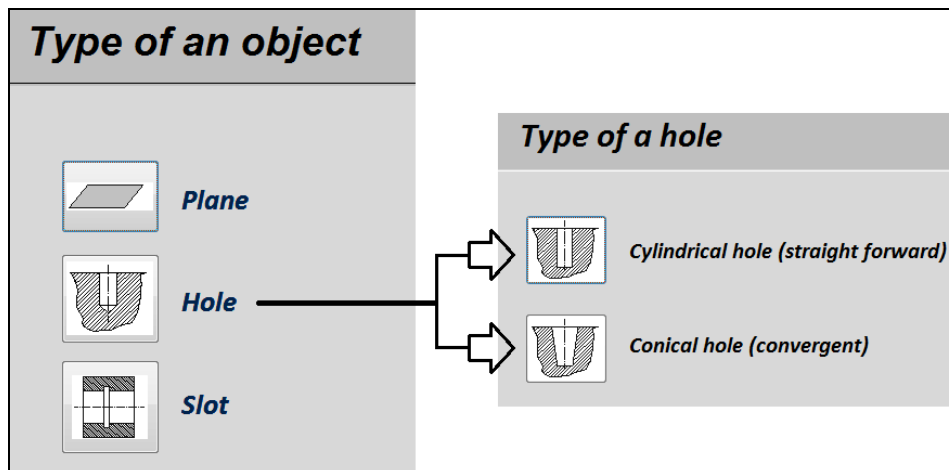 Type of an object
Plane
Hole
Slot
Type of a hole
Cylindrical hole (straight forward)
Conical hole (convergent)